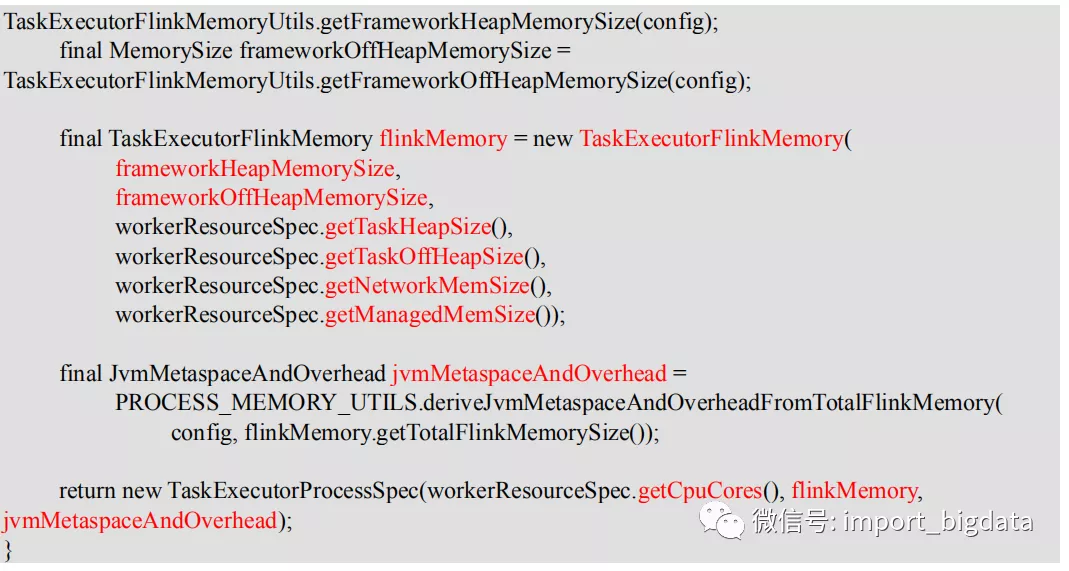 TaskExecutorFlinkMemoryUtils.getFrameworkHeapMemorySize(config);
final MemorySize frameworkOffHeapMemorySize =
TaskExecutorFlinkMemoryUtils.getFrameworkOffHeapMemorySize(config);
final TaskExecutorFlinkMemory flinkMemory = new TaskExecutorFlinkMemory(
frameworkHeapMemorySize,
frameworkOffHeapMemorySize,
workerResourceSpec.getTaskHeapSize(),
workerResourceSpec.getTaskOffHeapSize(),
workerResourceSpec.getNetworkMemSize(),
workerResourceSpec.getManagedMemSize());
final JvmMetaspaceAndOverhead jvmMetaspaceAndOverhead =
PROCESS_MEMORY_UTILS.deriveJvmMetaspaceAndOverheadFromTotalFlinkMemory(
config, flinkMemory.getTotalFlinkMemorySize());
return new TaskExecutorProcessSpec(workerResourceSpec.getCpuCores(), flinkMemory,
jvmMetaspaceAndOverhead);
微信号: import_bigdata
}